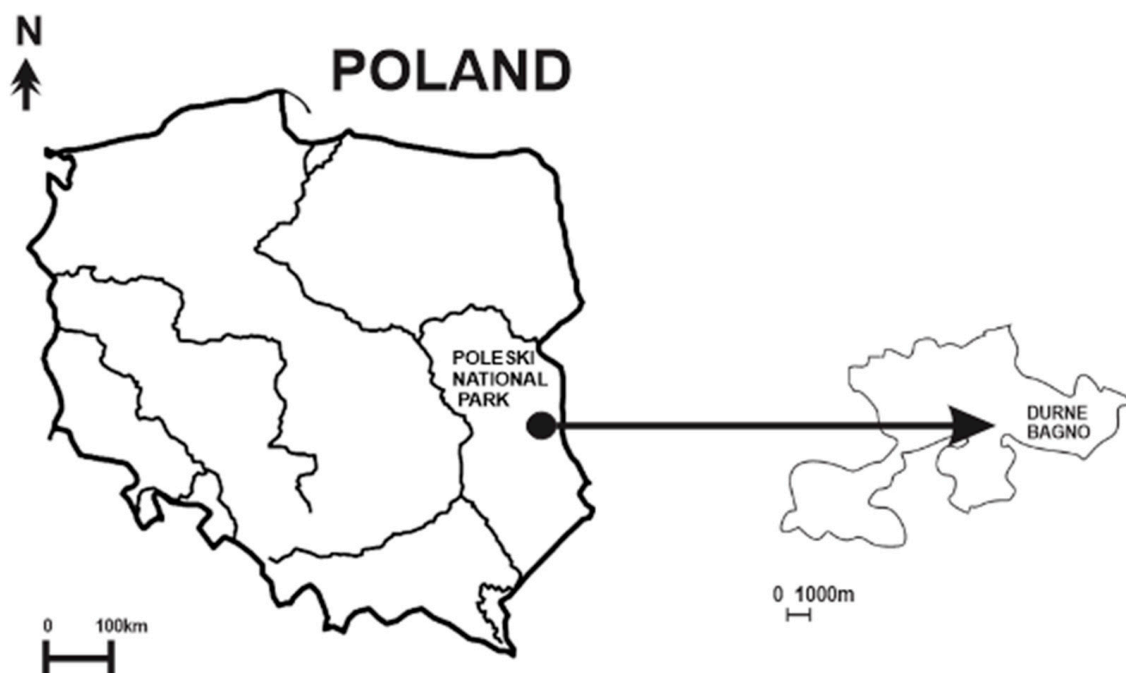 N
POLAND
POLESKI
NATIONAL
PARK
DURNE
BAGNO
0 100km
0 1000m